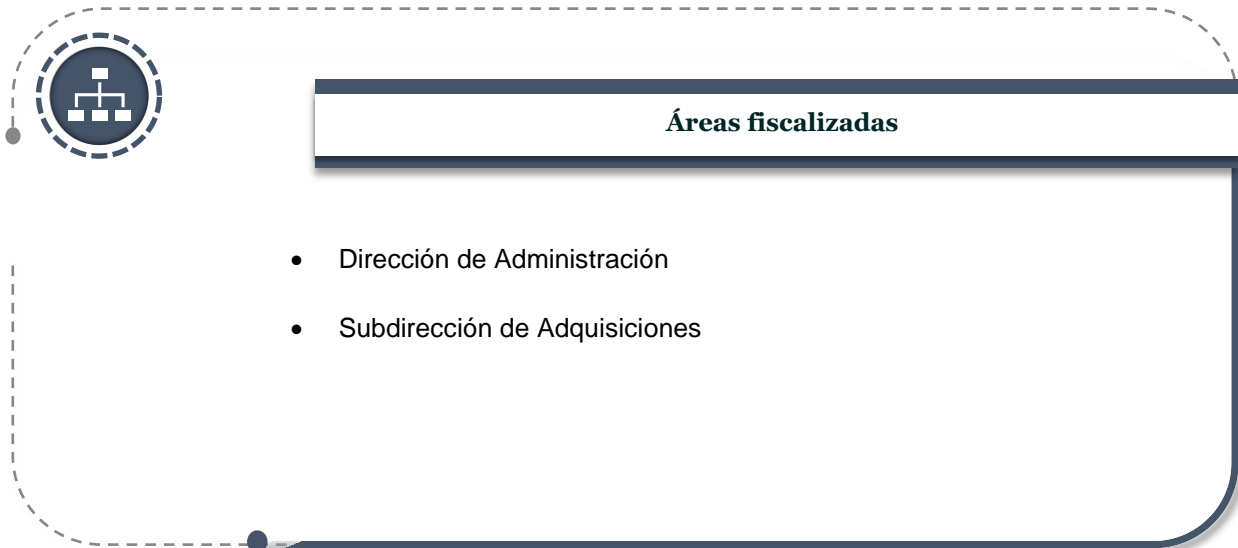 Áreas fiscalizadas
• Dirección de Administración
• Subdirección de Adquisiciones